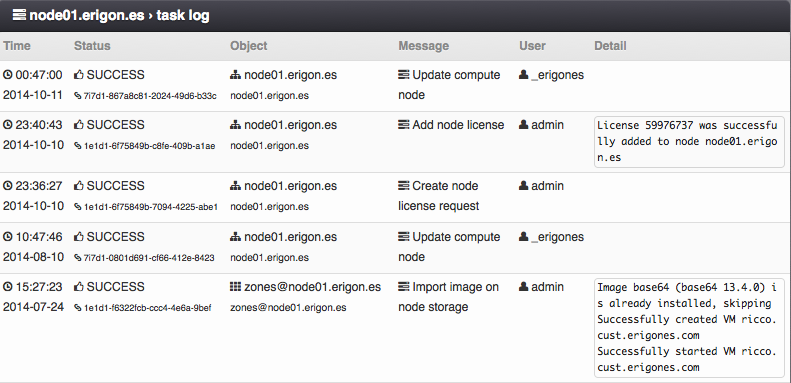 node01.erigon.es › task log
Time Status Object Message User Detail
00:47:00 SUCCESS node01.erigon.es Update compute _erigones
2014-10-11 7i7d1-867a8c81-2024-49d6-b33c node01.erigon.es node
23:40:43 SUCCESS node01.erigon.es Add node license admin License 59976737 was successfu
2014-10-10 1e1d1-6f75849b-c8fe-409b-a1ae node01.erigon.es lly added to node node01.erigo
n.es
23:36:27 SUCCESS node01.erigon.es Create node admin
2014-10-10 1e1d1-6f75849b-7094-4225-abe1 node01.erigon.es license request
10:47:46 SUCCESS node01.erigon.es Update compute _erigones
2014-08-10 7i7d1-0801d691-cf66-412e-8423 node01.erigon.es node
15:27:23 SUCCESS zones@node01.erigon.es Import image on admin Image base64 (base64 13.4.0) i
2014-07-24 1e1d1-f6322fcb-ccc4-4e6a-9bef zones@node01.erigon.es node storage s already installed, skipping
Successfully created VM ricco.
cust.erigones.com
Successfully started VM ricco.
cust.erigones.com